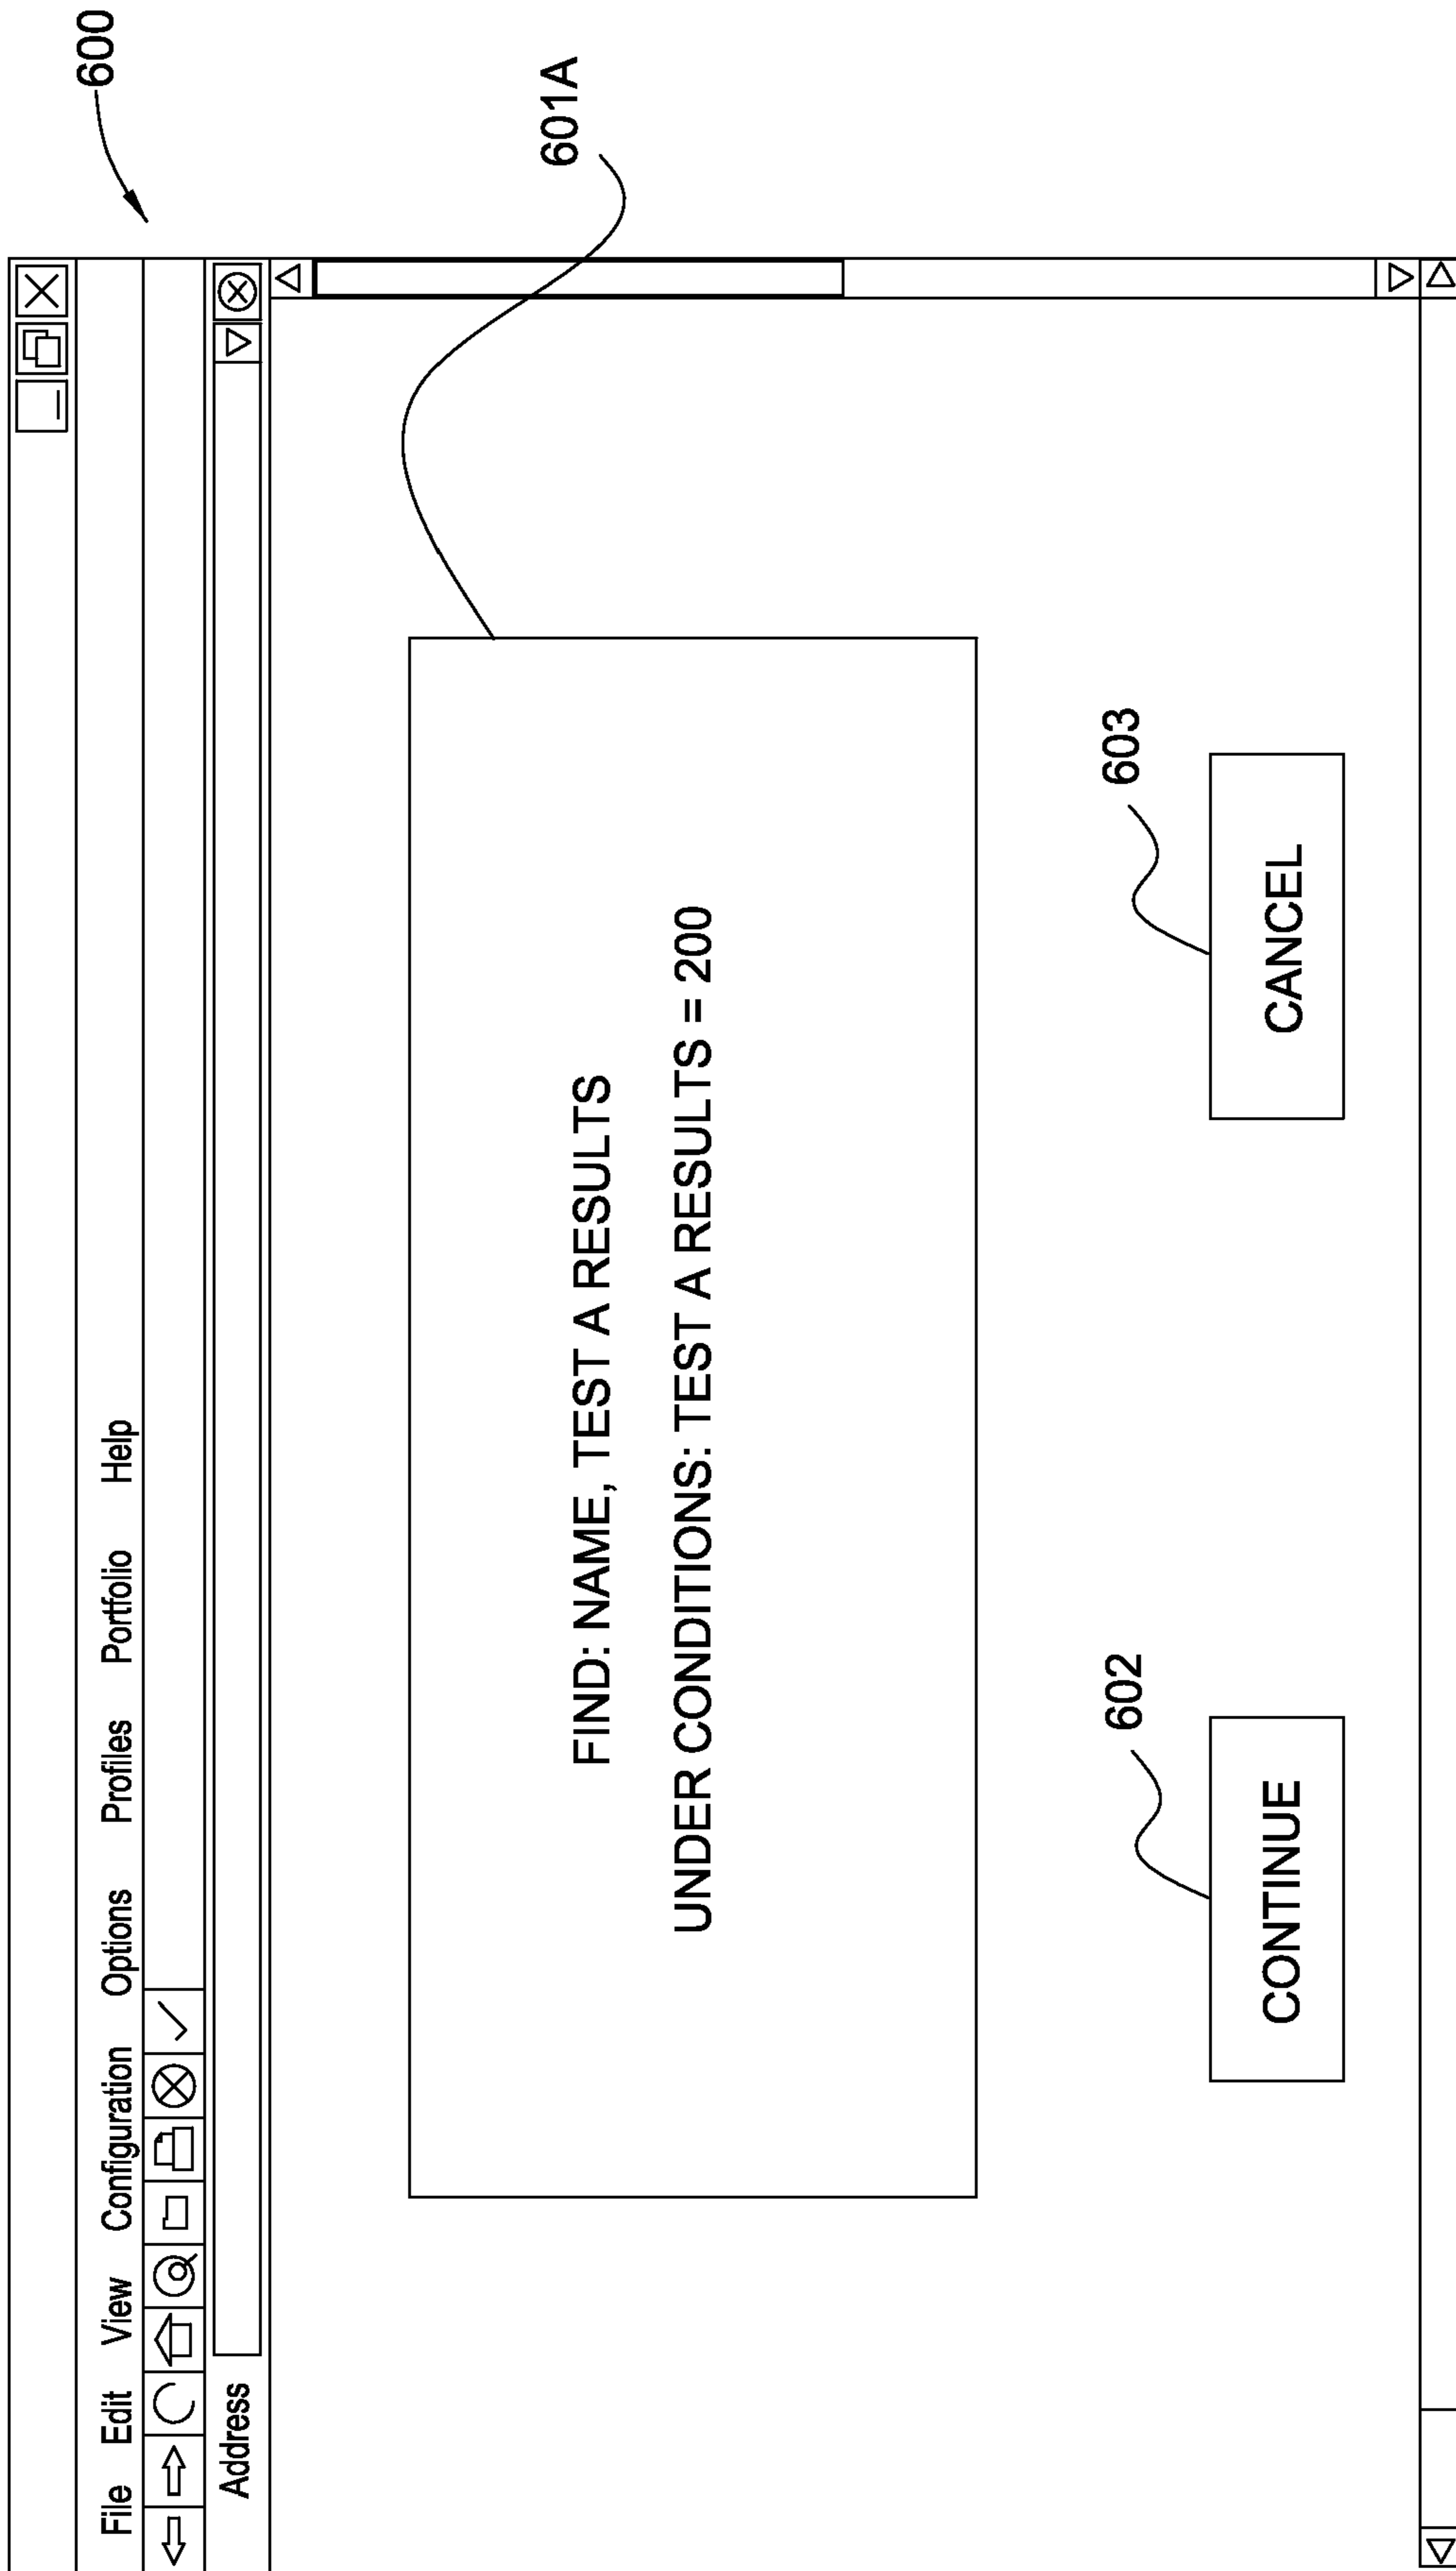 600
File Edit View Configuration Options Profiles Portfolio Help
Address
601A
FIND: NAME, TEST A RESULTS
UNDER CONDITIONS: TEST A RESULTS = 200
602
603
CONTINUE
CANCEL